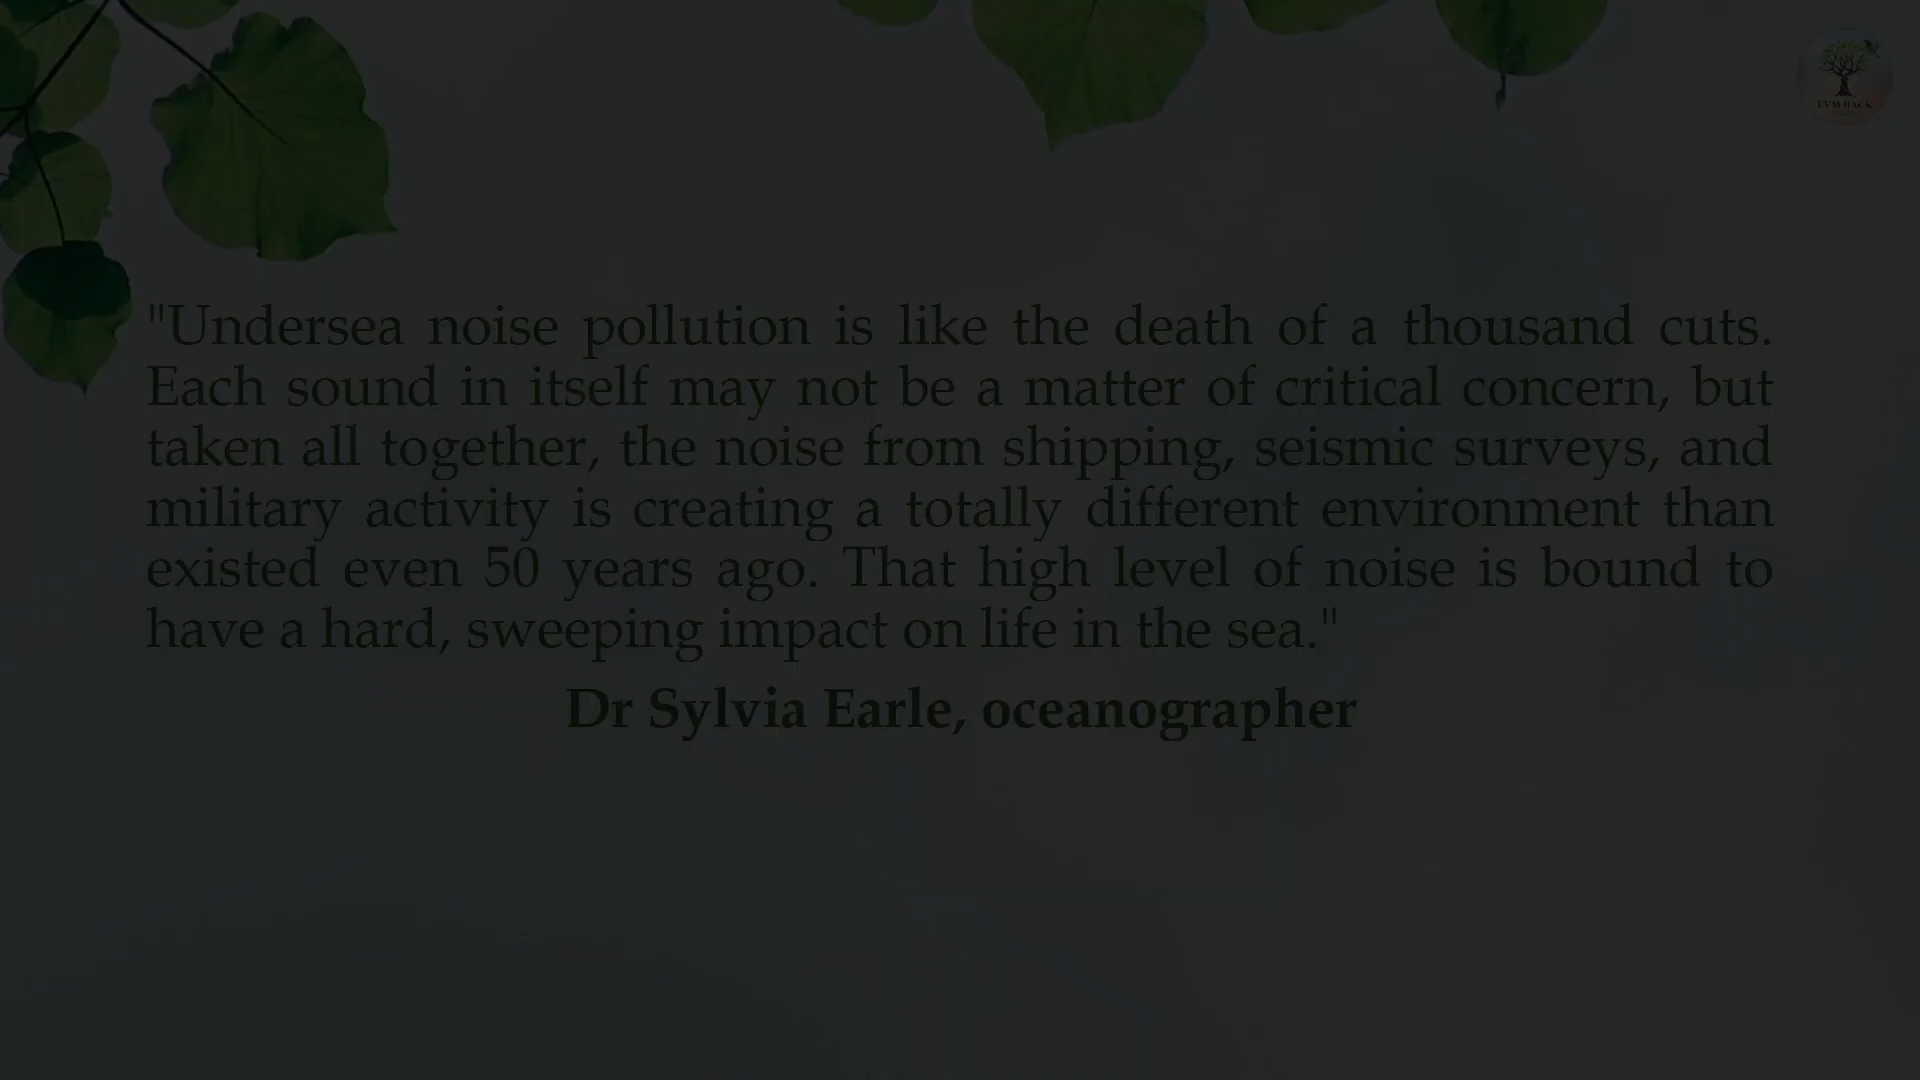 EVM HACK
"Undersea noise pollution is like the death of a thousand cuts.
Each sound in itself may not be a matter of critical concern, but
taken all together, the noise from shipping, seismic surveys, and
military activity is creating a totally different environment than
existed even 50 years ago. That high level of noise is bound to
have a hard, sweeping impact on life in the sea."
Dr Sylvia Earle, oceanographer